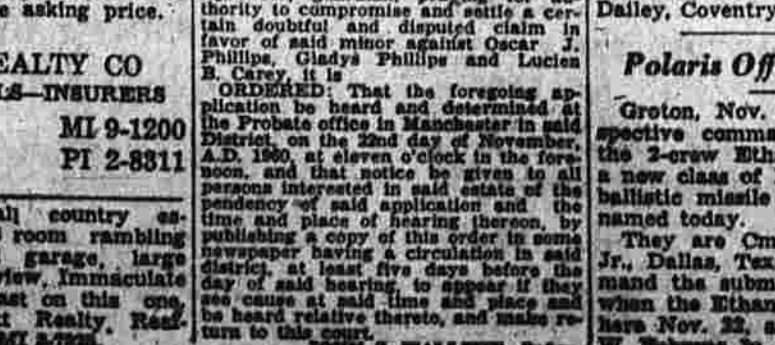 e asking price.
EALTY CO
LS—INSURERS
MI 9-1200
PI 2-8311
all country es-
room rambling
garage, large
view, Immaculate
ast on this one,
t Realty, Real-
thority to compromise and settle a cer-
tain doubtful and disputed claim in
favor of said minor against Oscar J.
Phillips, Gladys Phillips and Lucien
B. Carey, it is
ORDERED: That the foregoing ap-
plication be heard and determined at
the Probate office in Manchester in said
District, on the 22nd day of November,
A.D. 1960, at eleven o'clock in the fore-
noon, and that notice be given to all
persons interested in said estate of the
pendency of said application and the
time and place of hearing thereon, by
publishing a copy of this order in some
newspaper having a circulation in said
district, at least five days before the
day of said hearing, to appear if they
see cause at said time and place and
be heard relative thereto, and make re-
turn to this court.
Dailey, Coventry
Polaris Off
Groton, Nov.
spective comma
the 2-crew Eth
a new class of
ballistic missile
named today.
They are Cm
Jr., Dallas, Tex
mand the subm
when the Ethan
here Nov. 22, a